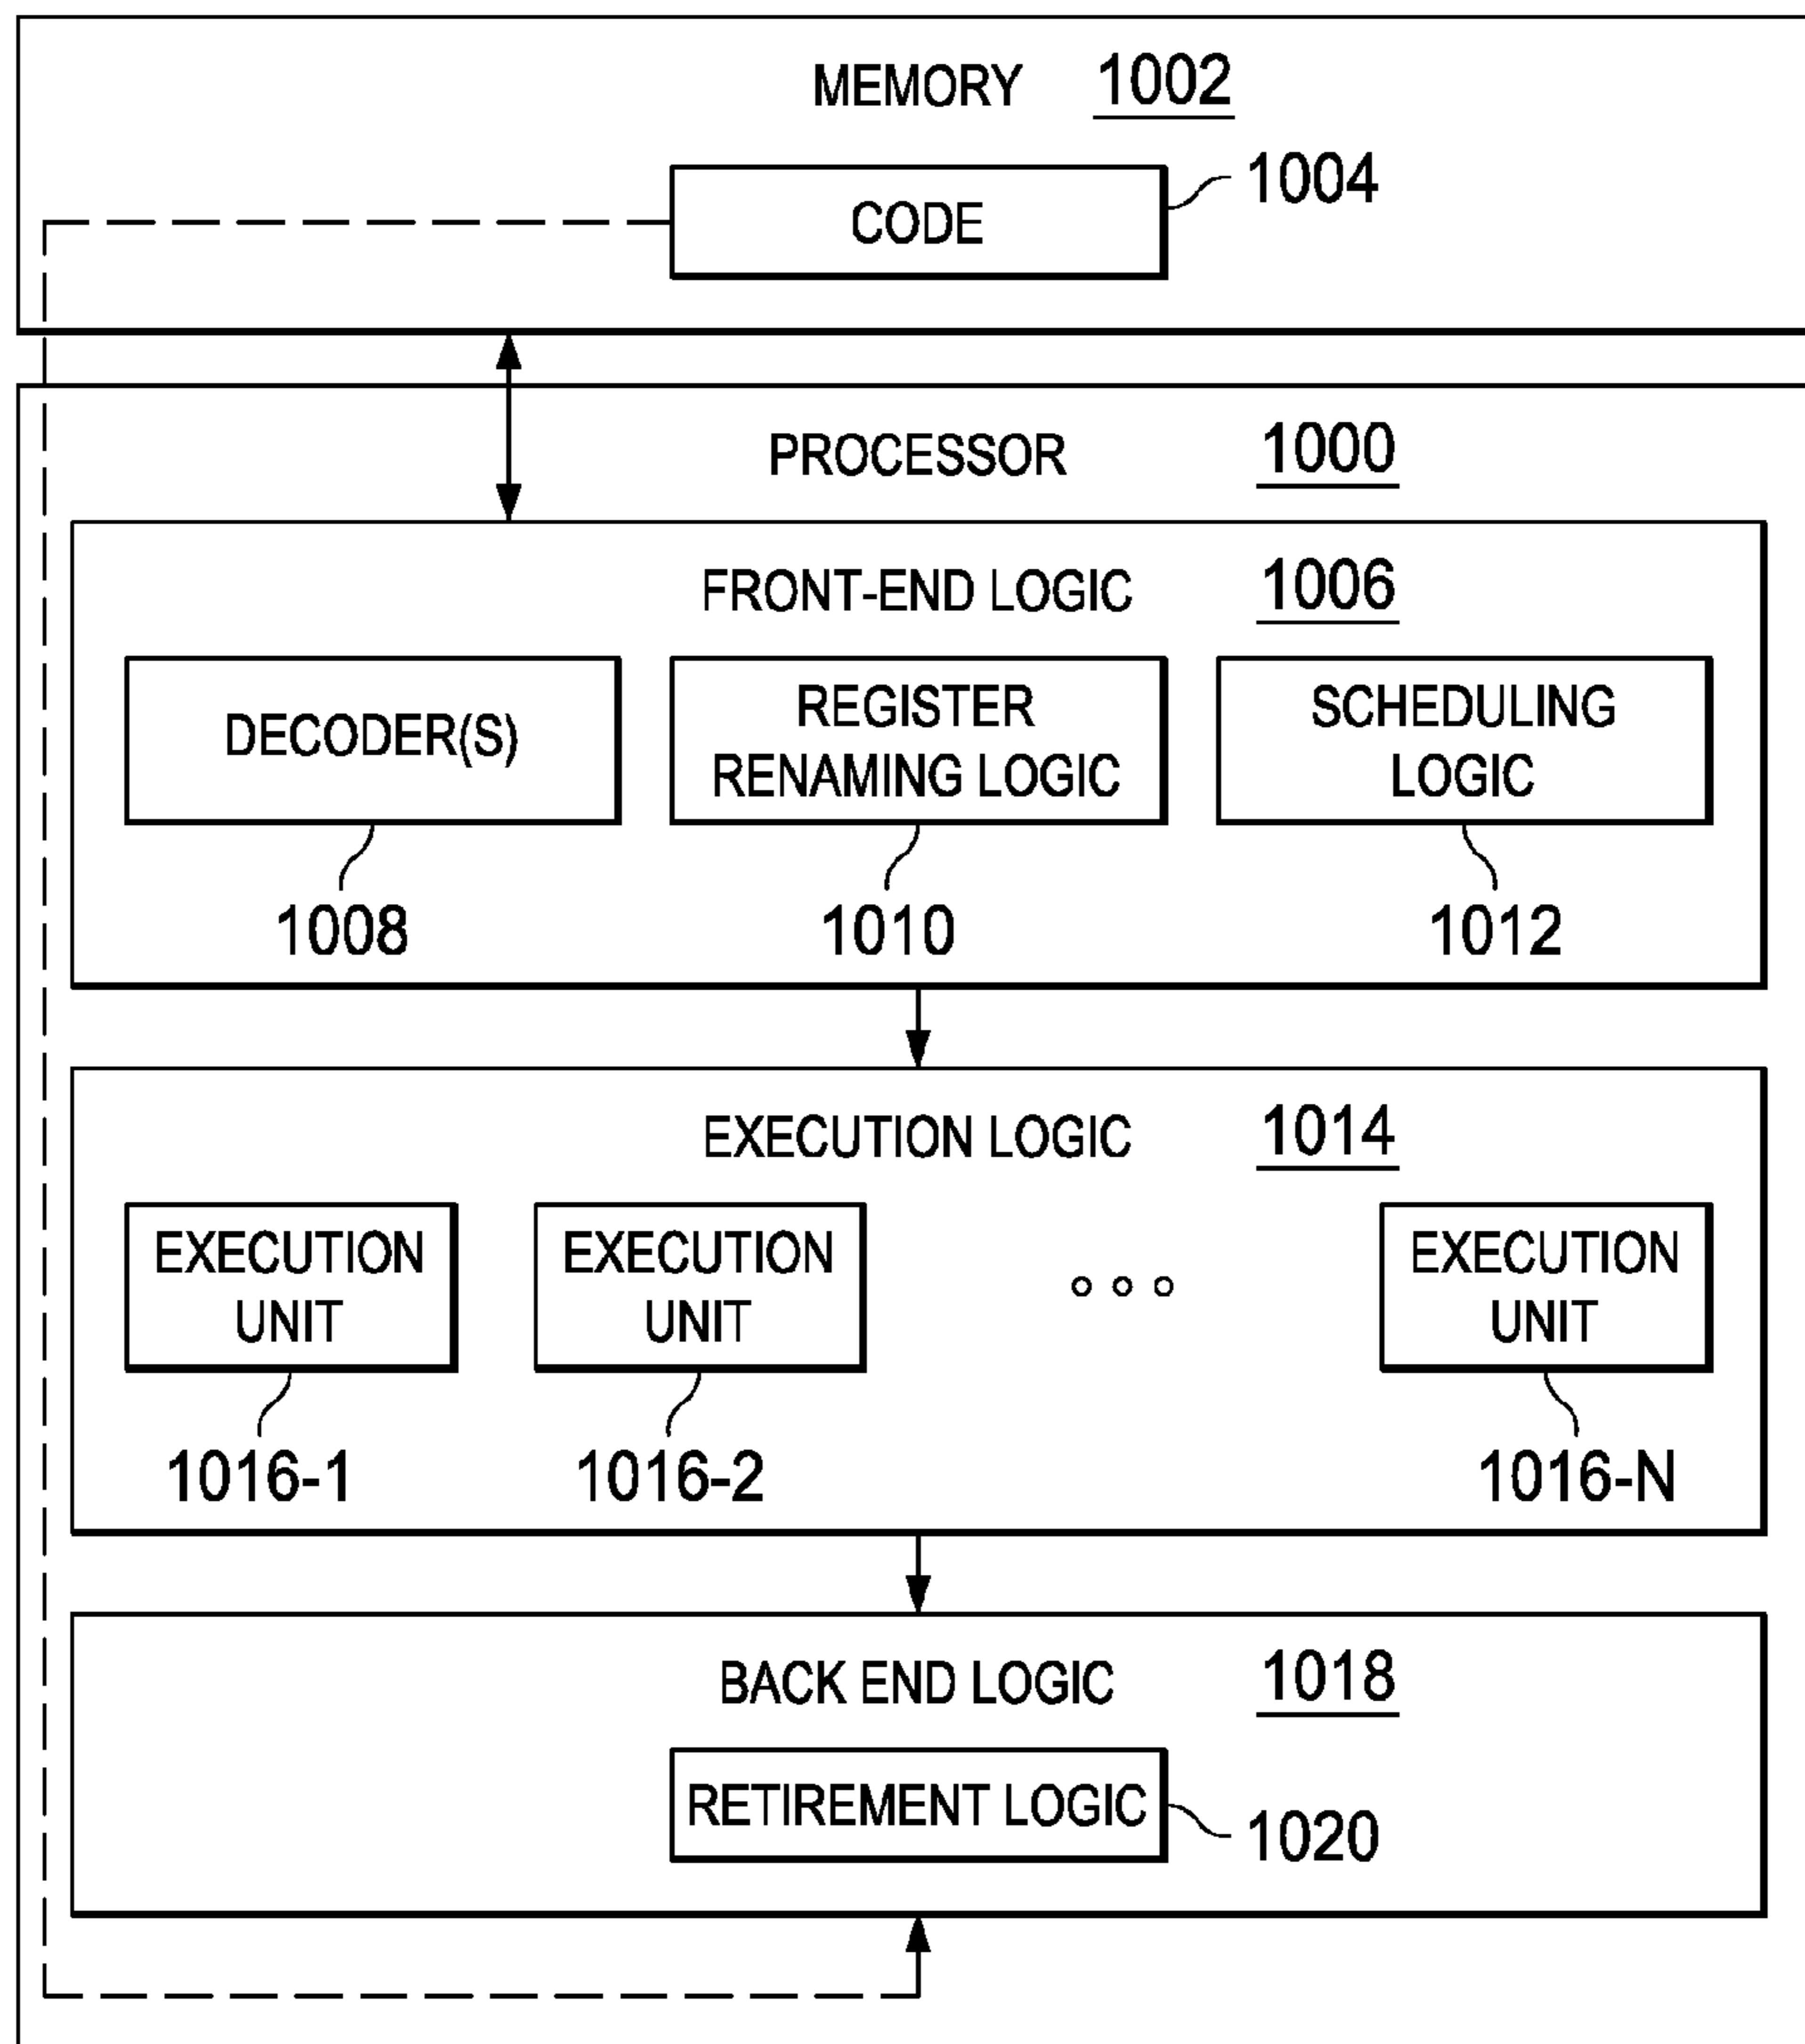 MEMORY 1002
CODE 1004
PROCESSOR 1000
FRONT-END LOGIC 1006
DECODER(S)
REGISTER
RENAMING LOGIC
SCHEDULING
LOGIC
1008 1010 1012
EXECUTION LOGIC 1014
EXECUTION
UNIT
EXECUTION
UNIT
EXECUTION
UNIT
1016-1 1016-2 1016-N
BACK END LOGIC 1018
RETIREMENT LOGIC 1020